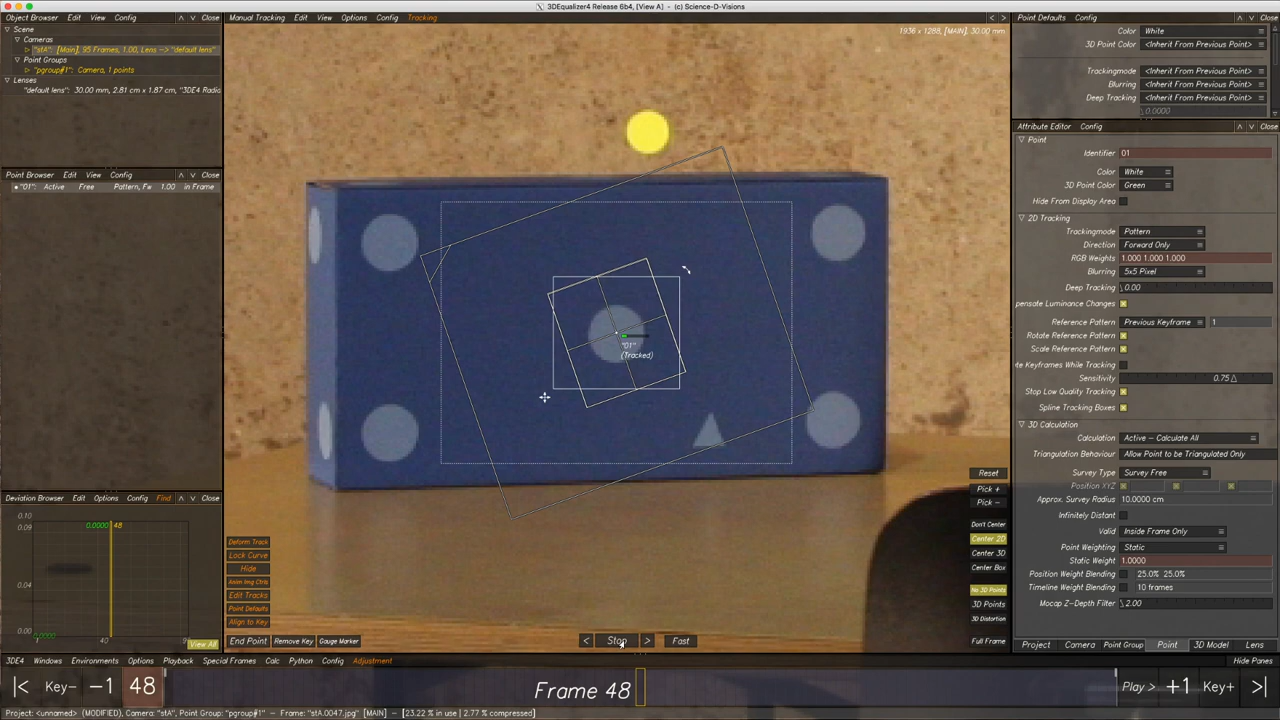 3DEqualizer4 Release 6b4, [View A]  -  (c) Science-D-Visions
Object Browser Edit View Config Close
Scene
Cameras
"stA": [Main], 95 Frames, 1.00, Lens -> "default lens"
Point Groups
"pgroup#1": Camera, 1 points
Lenses
"default lens": 30.00 mm, 2.81 cm x 1.87 cm, "3DE4 Radia
Point Browser Edit View Config Close
"01": Active Free Pattern, Fw 1.00 in Frame
Deviation Browser Edit Options Config Find Close
0.10
0.09
0.04
0.00
0.0000 48
0.0000
40
View All
Manual Tracking Edit View Options Config Tracking < >
1936 x 1288, [MAIN], 30.00 mm
"01"
(Tracked)
Deform Track
Lock Curve
Hide
Anim Img Ctrls
Edit Tracks
Point Defaults
Align to Key
End Point Remove Key Gauge Marker
< Stop > Fast
Reset
Pick +
Pick –
Don't Center
Center 2D
Center 3D
Center Box
No 3D Points
3D Points
3D Distortion
Full Frame
Point Defaults Config Close
Color White
3D Point Color <Inherit From Previous Point>
Trackingmode <Inherit From Previous Point>
Blurring <Inherit From Previous Point>
Deep Tracking <Inherit From Previous Point>
0.0000
Attribute Editor Config Close
Point
Identifier 01
Color White
3D Point Color Green
Hide From Display Area
2D Tracking
Trackingmode Pattern
Direction Forward Only
RGB Weights 1.000 1.000 1.000
Blurring 5x5 Pixel
Deep Tracking 0.00
pensate Luminance Changes
Reference Pattern Previous Keyframe 1
Rotate Reference Pattern
Scale Reference Pattern
te Keyframes While Tracking
Sensitivity 0.75
Stop Low Quality Tracking
Spline Tracking Boxes
3D Calculation
Calculation Active – Calculate All
Triangulation Behaviour Allow Point to be Triangulated Only
Survey Type Survey Free
Position XYZ
Approx. Survey Radius 10.0000 cm
Infinitely Distant
Valid Inside Frame Only
Point Weighting Static
Static Weight 1.0000
Position Weight Blending 25.0% 25.0%
Timeline Weight Blending 10 frames
Mocap Z-Depth Filter 2.00
Project Camera Point Group Point 3D Model Lens
3DE4 Windows Environments Options Playback Special Frames Calc Python Config Adjustment Hide Panes
|< Key– –1 48 Frame 48 Play > +1 Key+ >|
Project: <unnamed> (MODIFIED), Camera: "stA", Point Group: "pgroup#1" – Frame: "stA.0047.jpg" [MAIN] – [23.22 % in use | 2.77 % compressed]